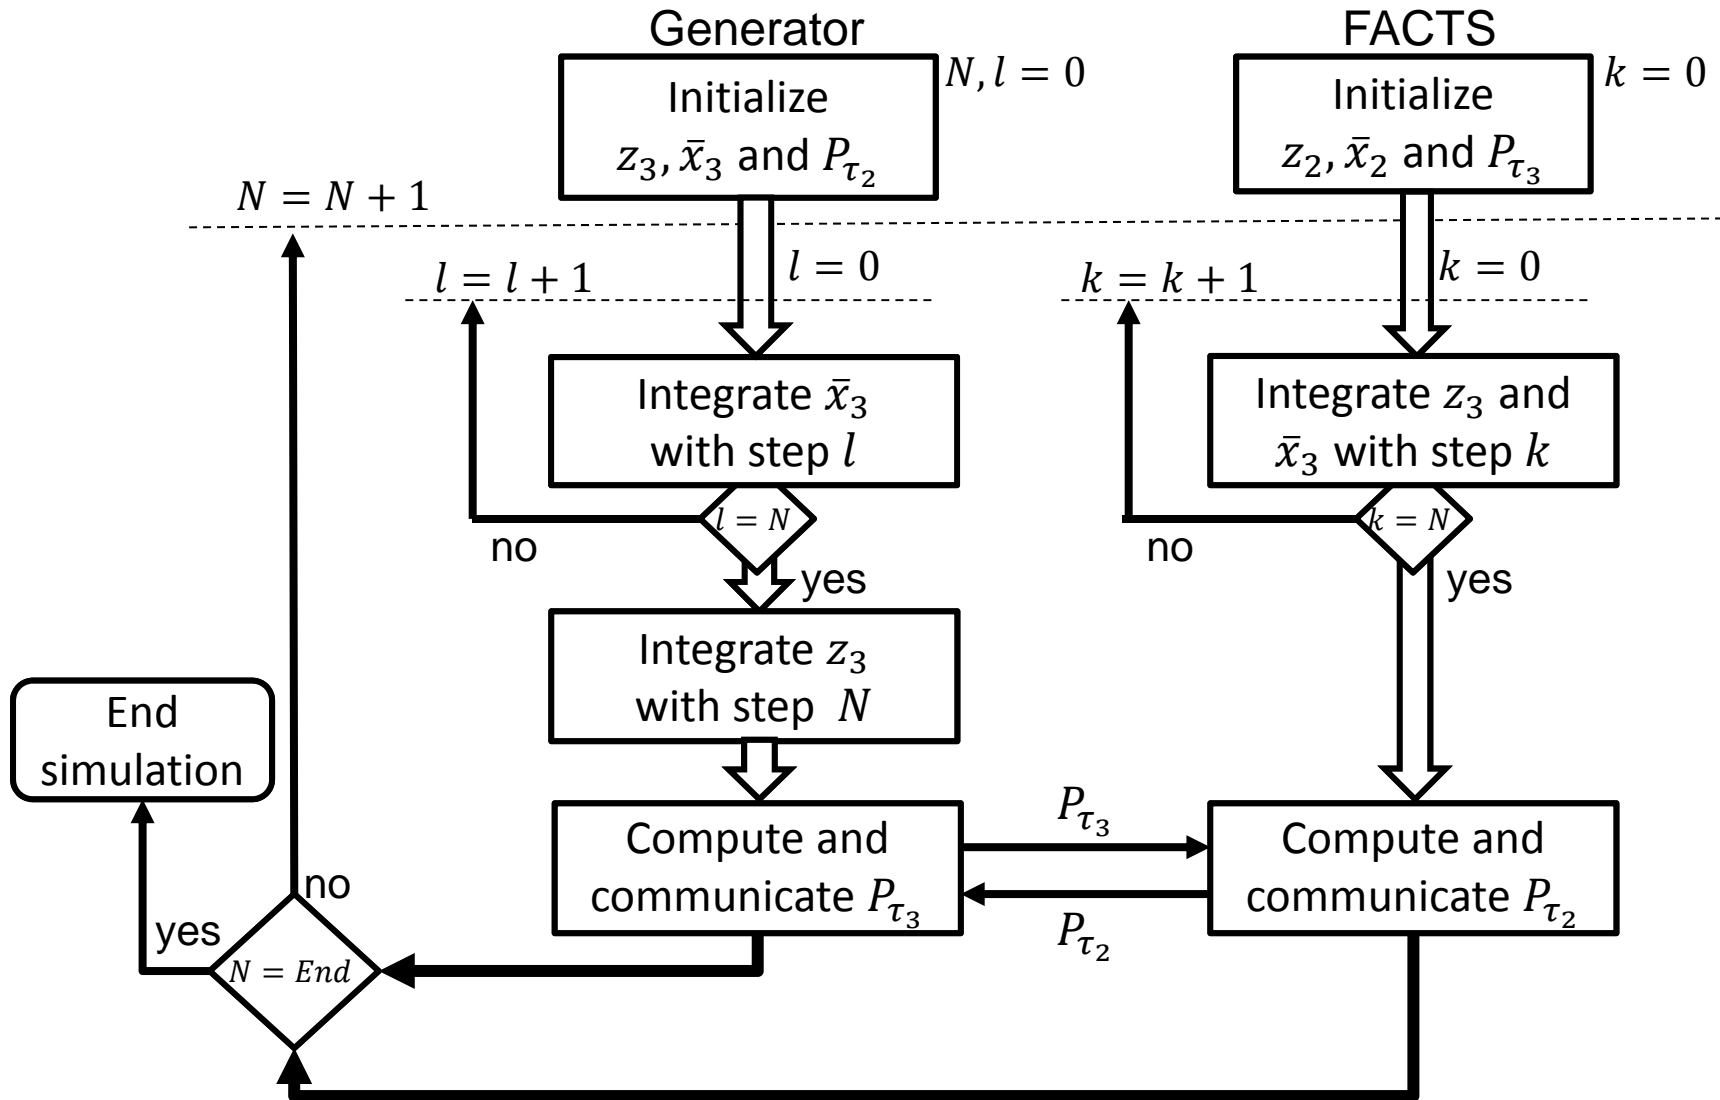 Generator
Initialize
z₃, x̄₃ and P_τ₂
N, l = 0
FACTS
Initialize
z₂, x̄₂ and P_τ₃
k = 0
N = N + 1
l = l + 1
l = 0
k = k + 1
k = 0
Integrate x̄₃
with step l
l = N
no
yes
Integrate z₃
with step N
Compute and
communicate P_τ₃
Integrate z₃ and
x̄₃ with step k
k = N
no
yes
Compute and
communicate P_τ₂
P_τ₃
P_τ₂
End
simulation
yes
no
N = End